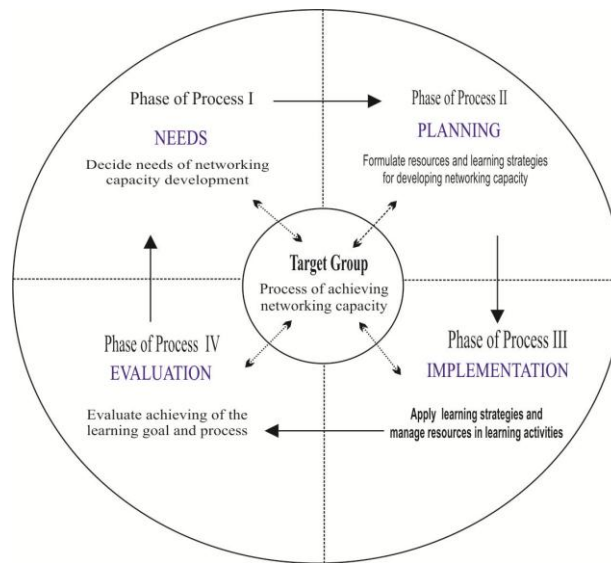 Phase of Process I
NEEDS
Decide needs of networking
capacity development
Phase of Process II
PLANNING
Formulate resources and learning strategies
for developing networking capacity
Target Group
Process of achieving
networking capacity
Phase of Process III
IMPLEMENTATION
Apply learning strategies and
manage resources in learning activities
Phase of Process IV
EVALUATION
Evaluate achieving of the
learning goal and process